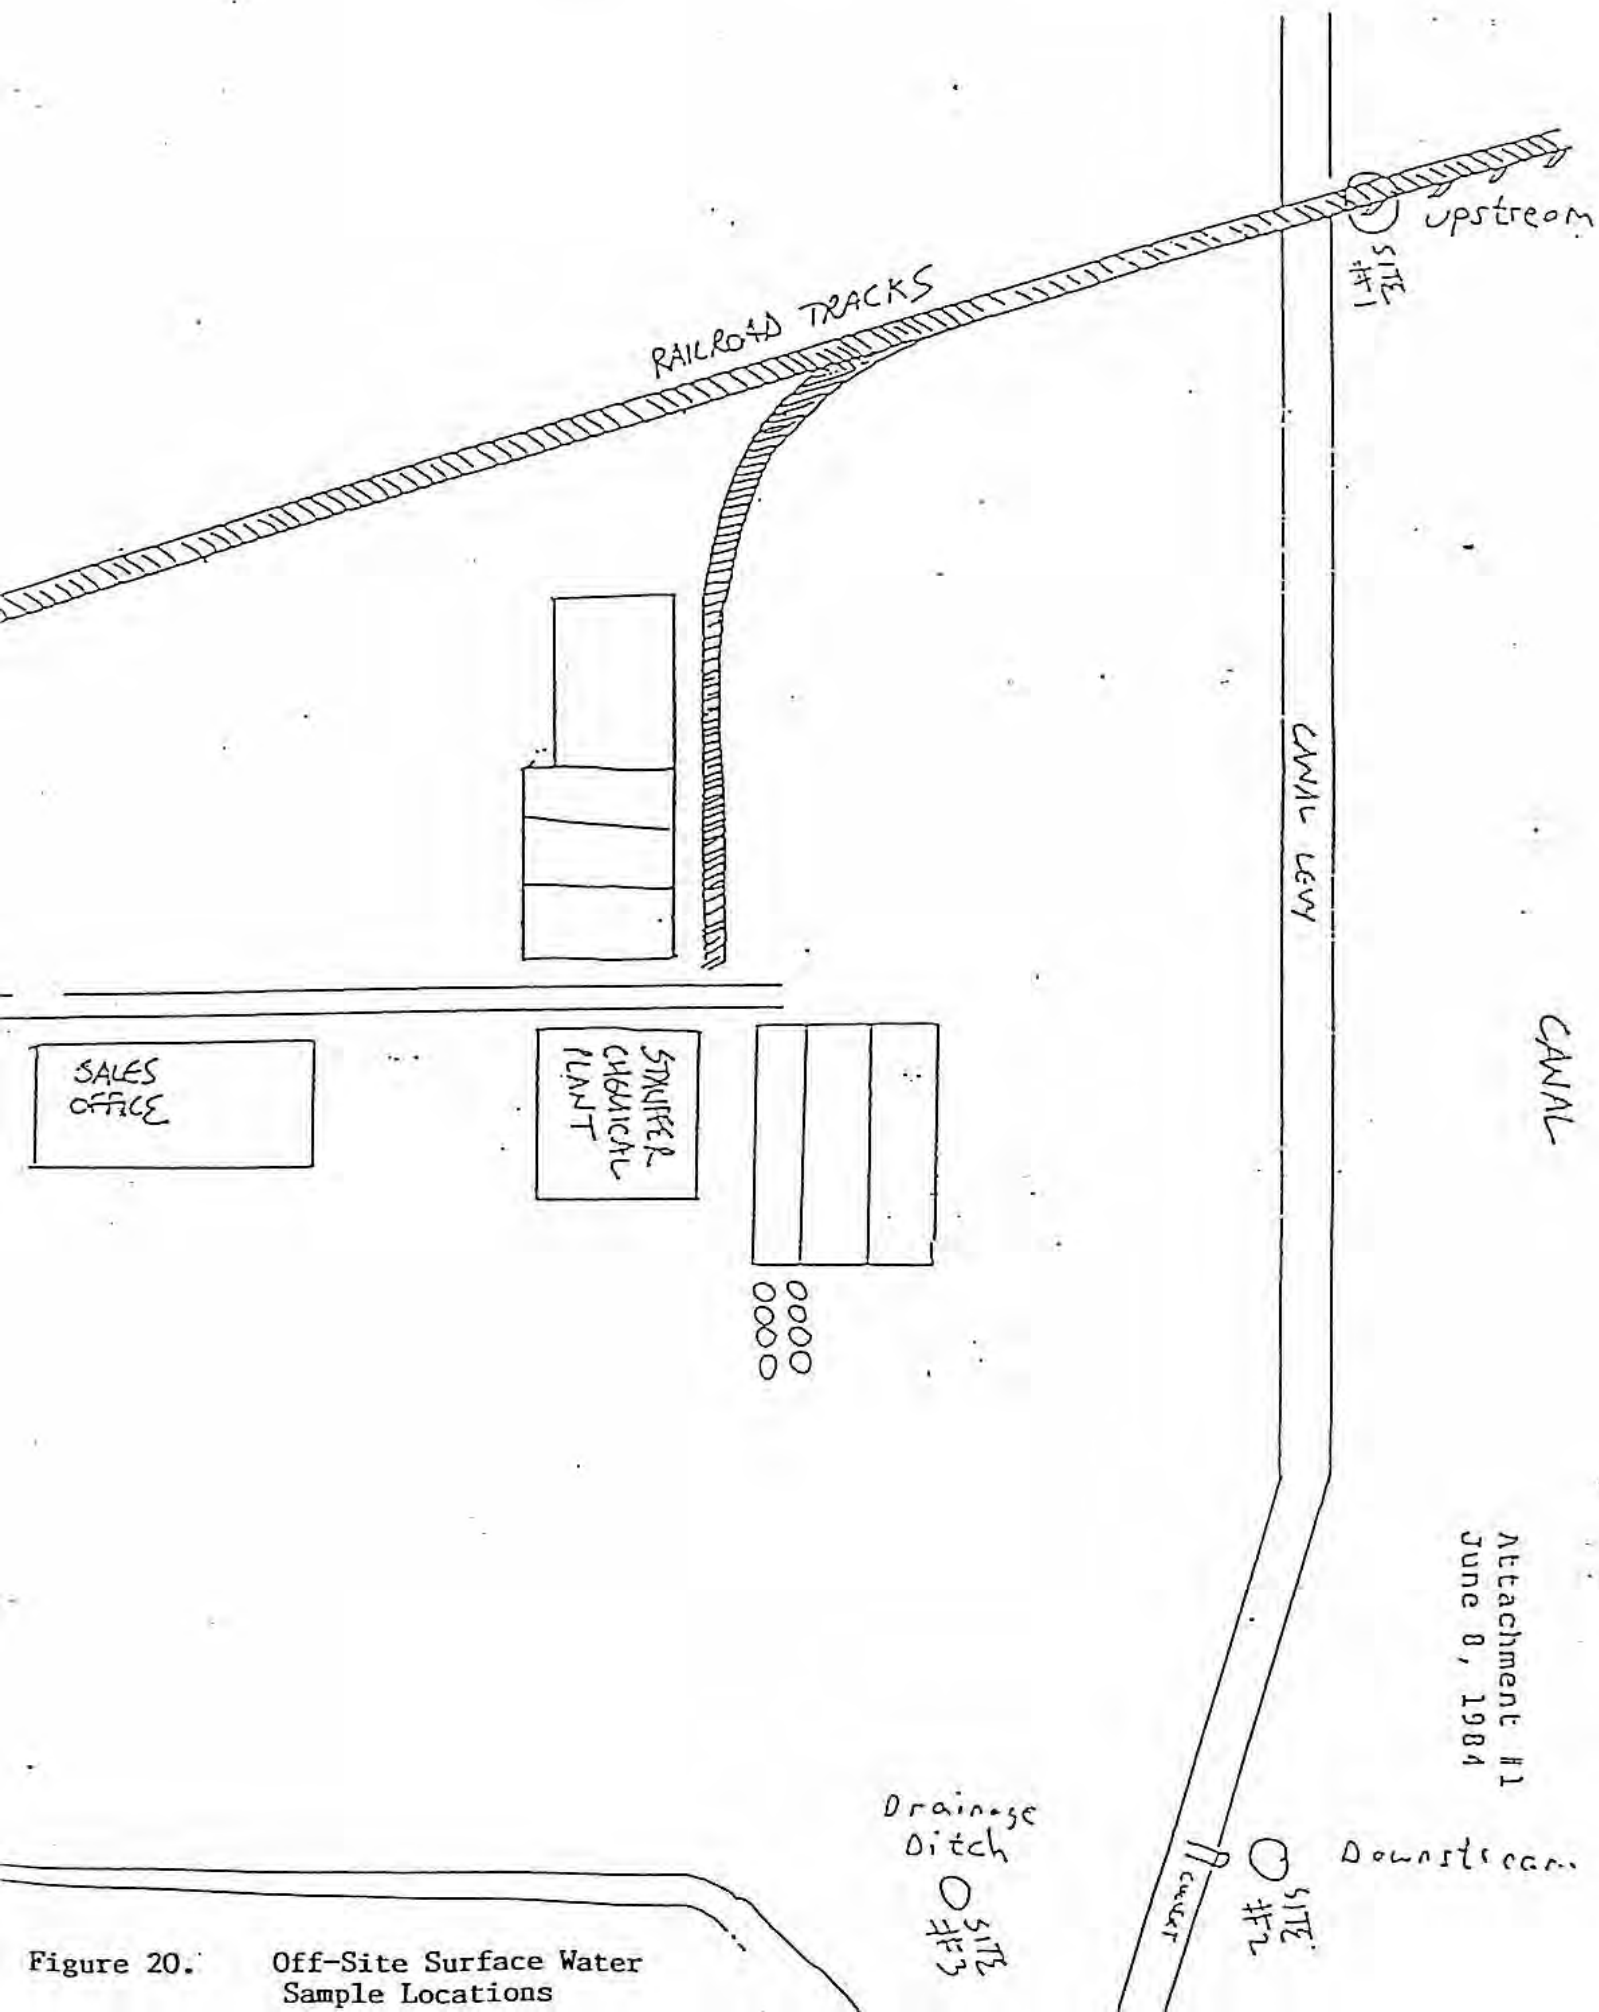 upstream
SITE
#1
RAILROAD TRACKS
CANAL LEVY
CANAL
SALES
OFFICE
STAUFFER
CHEMICAL
PLANT
Attachment #1
June 8, 1984
Drainage
Ditch
SITE
#3
Downstream
SITE
#2
Figure 20. Off-Site Surface Water
Sample Locations